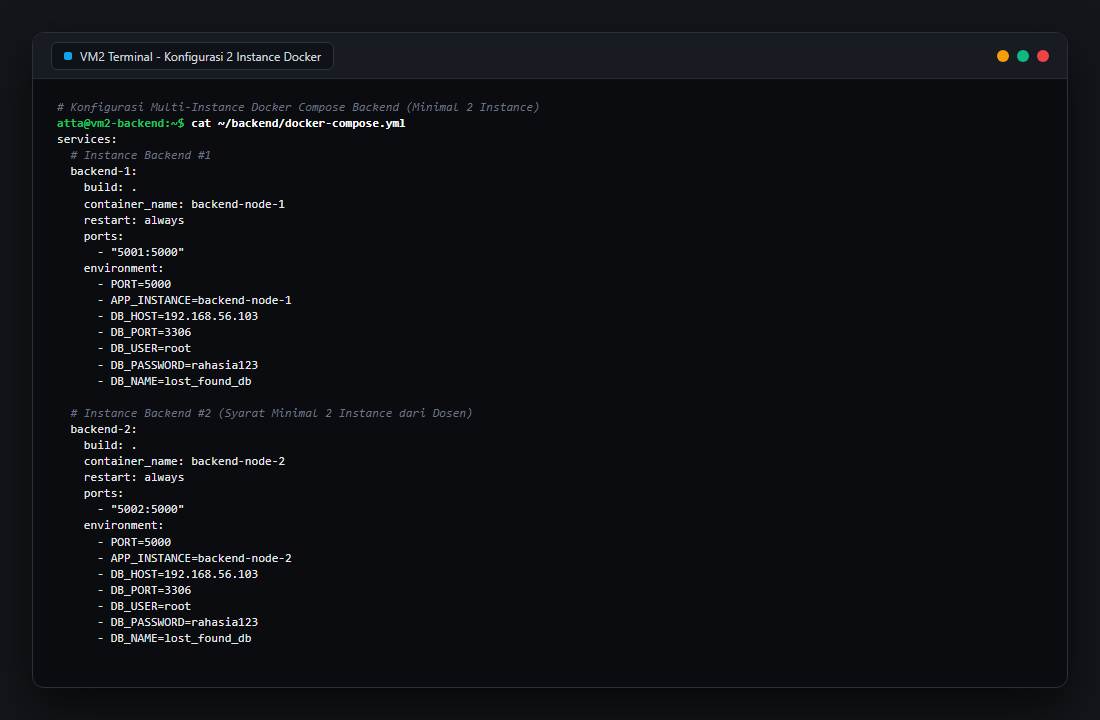 VM2 Terminal - Konfigurasi 2 Instance Docker
# Konfigurasi Multi-Instance Docker Compose Backend (Minimal 2 Instance)
atta@vm2-backend:~$ cat ~/backend/docker-compose.yml
services:
  # Instance Backend #1
  backend-1:
    build: .
    container_name: backend-node-1
    restart: always
    ports:
      - "5001:5000"
    environment:
      - PORT=5000
      - APP_INSTANCE=backend-node-1
      - DB_HOST=192.168.56.103
      - DB_PORT=3306
      - DB_USER=root
      - DB_PASSWORD=rahasia123
      - DB_NAME=lost_found_db
  # Instance Backend #2 (Syarat Minimal 2 Instance dari Dosen)
  backend-2:
    build: .
    container_name: backend-node-2
    restart: always
    ports:
      - "5002:5000"
    environment:
      - PORT=5000
      - APP_INSTANCE=backend-node-2
      - DB_HOST=192.168.56.103
      - DB_PORT=3306
      - DB_USER=root
      - DB_PASSWORD=rahasia123
      - DB_NAME=lost_found_db